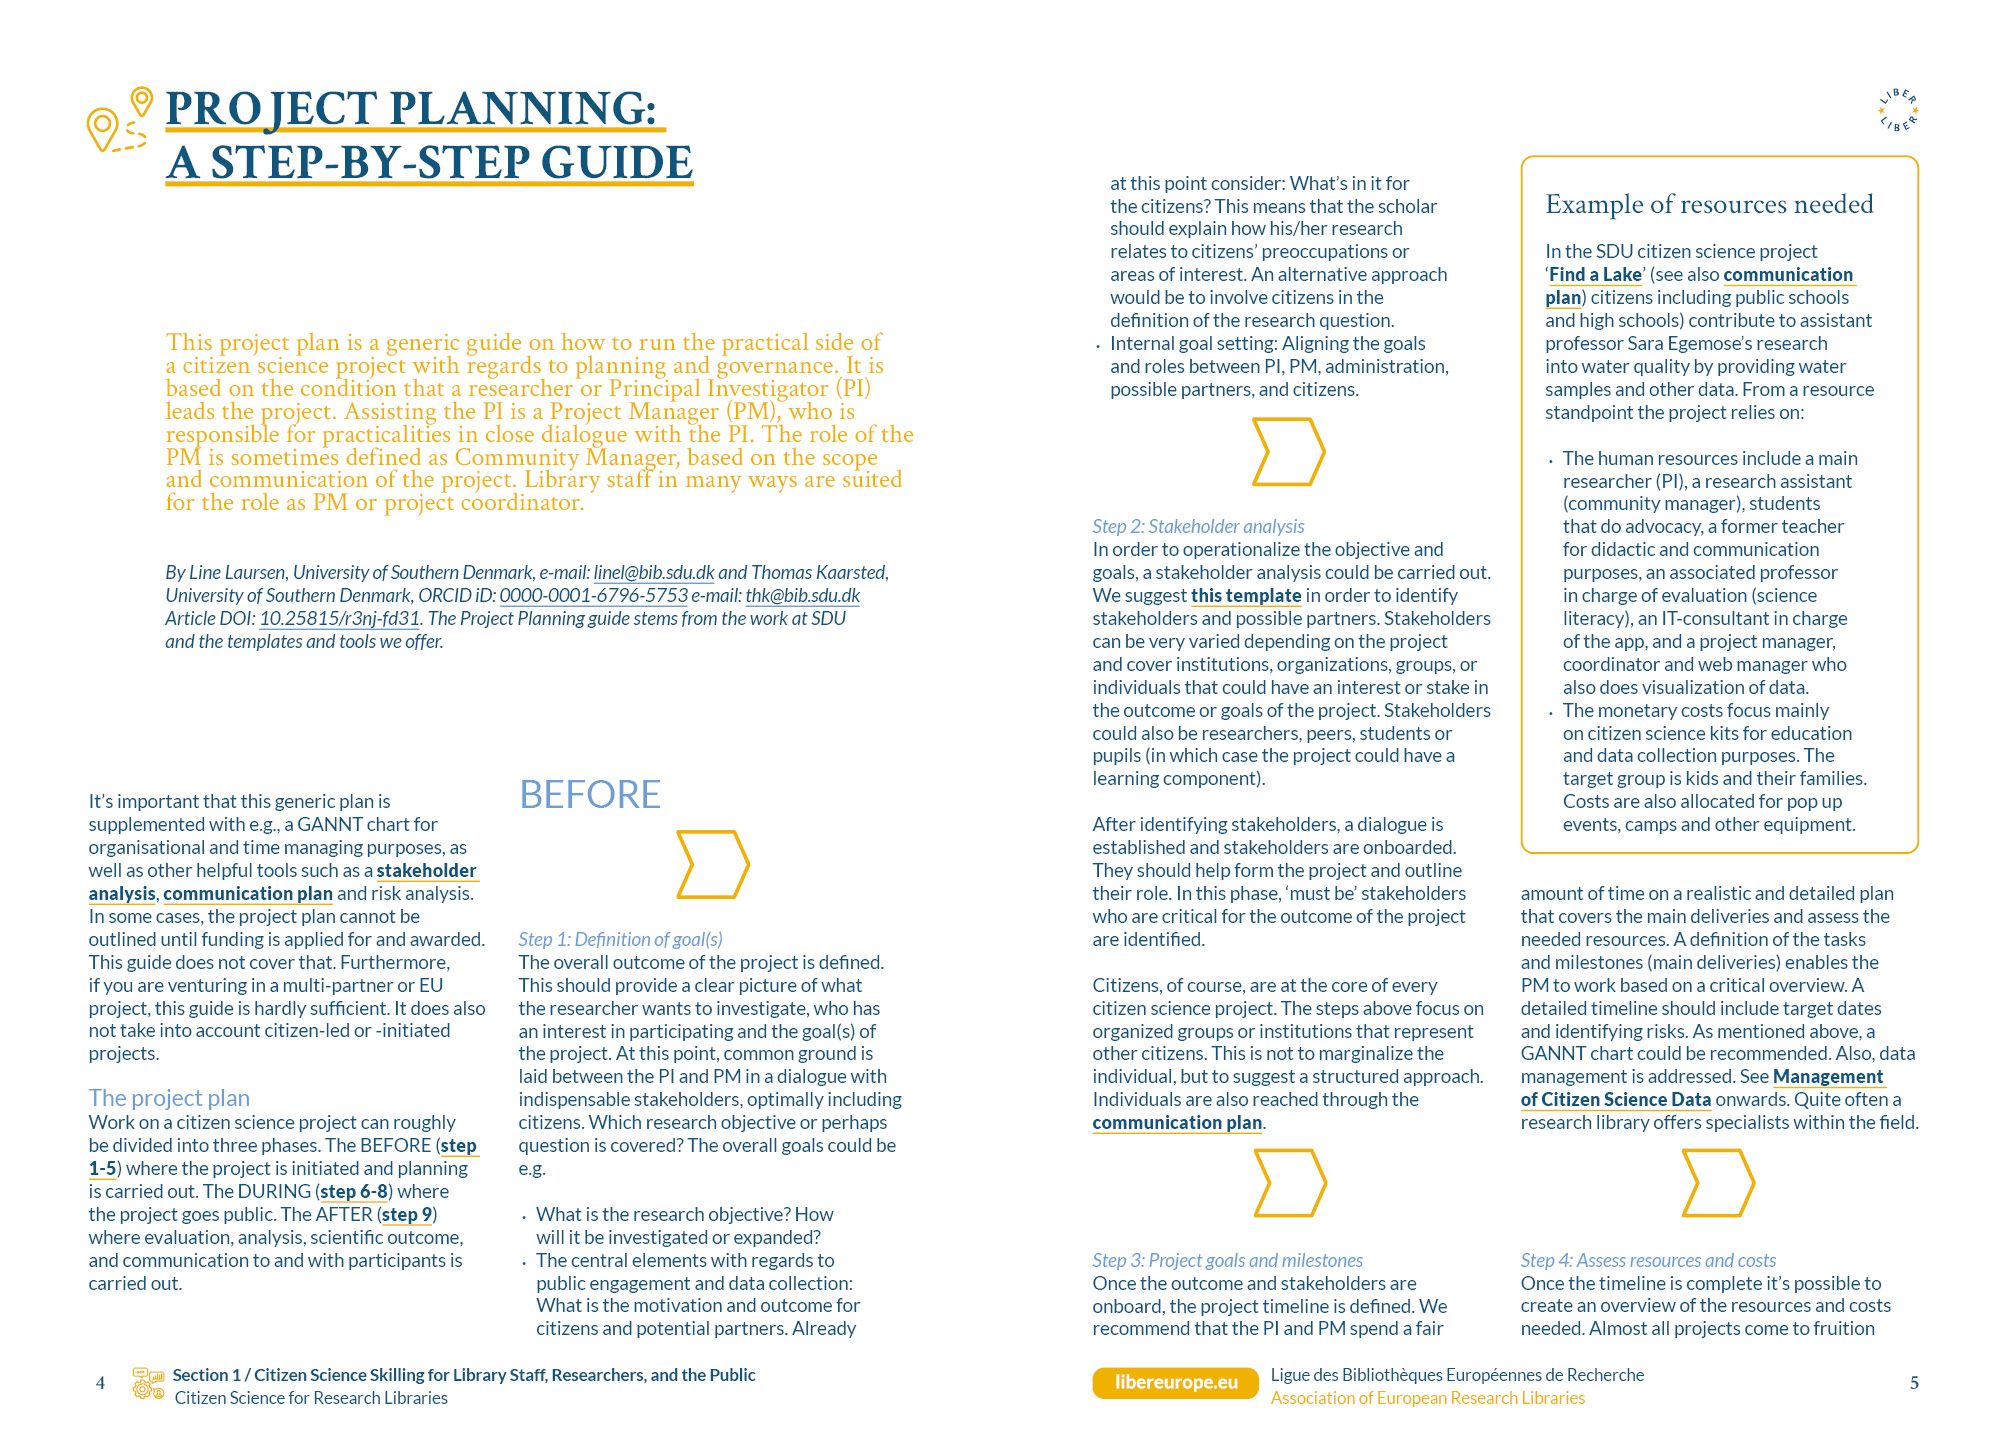 PROJECT PLANNING:
A STEP-BY-STEP GUIDE
This project plan is a generic guide on how to run the practical side of
a citizen science project with regards to planning and governance. It is
based on the condition that a researcher or Principal Investigator (PI)
leads the project. Assisting the PI is a Project Manager (PM), who is
responsible for practicalities in close dialogue with the PI. The role of the
PM is sometimes defined as Community Manager, based on the scope
and communication of the project. Library staff in many ways are suited
for the role as PM or project coordinator.
By Line Laursen, University of Southern Denmark, e-mail: linel@bib.sdu.dk and Thomas Kaarsted,
University of Southern Denmark, ORCID iD: 0000-0001-6796-5753 e-mail: thk@bib.sdu.dk
Article DOI: 10.25815/r3nj-fd31. The Project Planning guide stems from the work at SDU
and the templates and tools we offer.
It's important that this generic plan is
supplemented with e.g., a GANNT chart for
organisational and time managing purposes, as
well as other helpful tools such as a stakeholder
analysis, communication plan and risk analysis.
In some cases, the project plan cannot be
outlined until funding is applied for and awarded.
This guide does not cover that. Furthermore,
if you are venturing in a multi-partner or EU
project, this guide is hardly sufficient. It does also
not take into account citizen-led or -initiated
projects.
The project plan
Work on a citizen science project can roughly
be divided into three phases. The BEFORE (step
1-5) where the project is initiated and planning
is carried out. The DURING (step 6-8) where
the project goes public. The AFTER (step 9)
where evaluation, analysis, scientific outcome,
and communication to and with participants is
carried out.
BEFORE
Step 1: Definition of goal(s)
The overall outcome of the project is defined.
This should provide a clear picture of what
the researcher wants to investigate, who has
an interest in participating and the goal(s) of
the project. At this point, common ground is
laid between the PI and PM in a dialogue with
indispensable stakeholders, optimally including
citizens. Which research objective or perhaps
question is covered? The overall goals could be
e.g.
· What is the research objective? How
will it be investigated or expanded?
· The central elements with regards to
public engagement and data collection:
What is the motivation and outcome for
citizens and potential partners. Already
4
Section 1 / Citizen Science Skilling for Library Staff, Researchers, and the Public
Citizen Science for Research Libraries
LIBER
LIBER
at this point consider: What's in it for
the citizens? This means that the scholar
should explain how his/her research
relates to citizens' preoccupations or
areas of interest. An alternative approach
would be to involve citizens in the
definition of the research question.
· Internal goal setting: Aligning the goals
and roles between PI, PM, administration,
possible partners, and citizens.
Step 2: Stakeholder analysis
In order to operationalize the objective and
goals, a stakeholder analysis could be carried out.
We suggest this template in order to identify
stakeholders and possible partners. Stakeholders
can be very varied depending on the project
and cover institutions, organizations, groups, or
individuals that could have an interest or stake in
the outcome or goals of the project. Stakeholders
could also be researchers, peers, students or
pupils (in which case the project could have a
learning component).
After identifying stakeholders, a dialogue is
established and stakeholders are onboarded.
They should help form the project and outline
their role. In this phase, 'must be' stakeholders
who are critical for the outcome of the project
are identified.
Citizens, of course, are at the core of every
citizen science project. The steps above focus on
organized groups or institutions that represent
other citizens. This is not to marginalize the
individual, but to suggest a structured approach.
Individuals are also reached through the
communication plan.
Step 3: Project goals and milestones
Once the outcome and stakeholders are
onboard, the project timeline is defined. We
recommend that the PI and PM spend a fair
Example of resources needed
In the SDU citizen science project
'Find a Lake' (see also communication
plan) citizens including public schools
and high schools) contribute to assistant
professor Sara Egemose's research
into water quality by providing water
samples and other data. From a resource
standpoint the project relies on:
· The human resources include a main
researcher (PI), a research assistant
(community manager), students
that do advocacy, a former teacher
for didactic and communication
purposes, an associated professor
in charge of evaluation (science
literacy), an IT-consultant in charge
of the app, and a project manager,
coordinator and web manager who
also does visualization of data.
· The monetary costs focus mainly
on citizen science kits for education
and data collection purposes. The
target group is kids and their families.
Costs are also allocated for pop up
events, camps and other equipment.
amount of time on a realistic and detailed plan
that covers the main deliveries and assess the
needed resources. A definition of the tasks
and milestones (main deliveries) enables the
PM to work based on a critical overview. A
detailed timeline should include target dates
and identifying risks. As mentioned above, a
GANNT chart could be recommended. Also, data
management is addressed. See Management
of Citizen Science Data onwards. Quite often a
research library offers specialists within the field.
Step 4: Assess resources and costs
Once the timeline is complete it's possible to
create an overview of the resources and costs
needed. Almost all projects come to fruition
libereurope.eu
Ligue des Bibliothèques Européennes de Recherche
Association of European Research Libraries
5